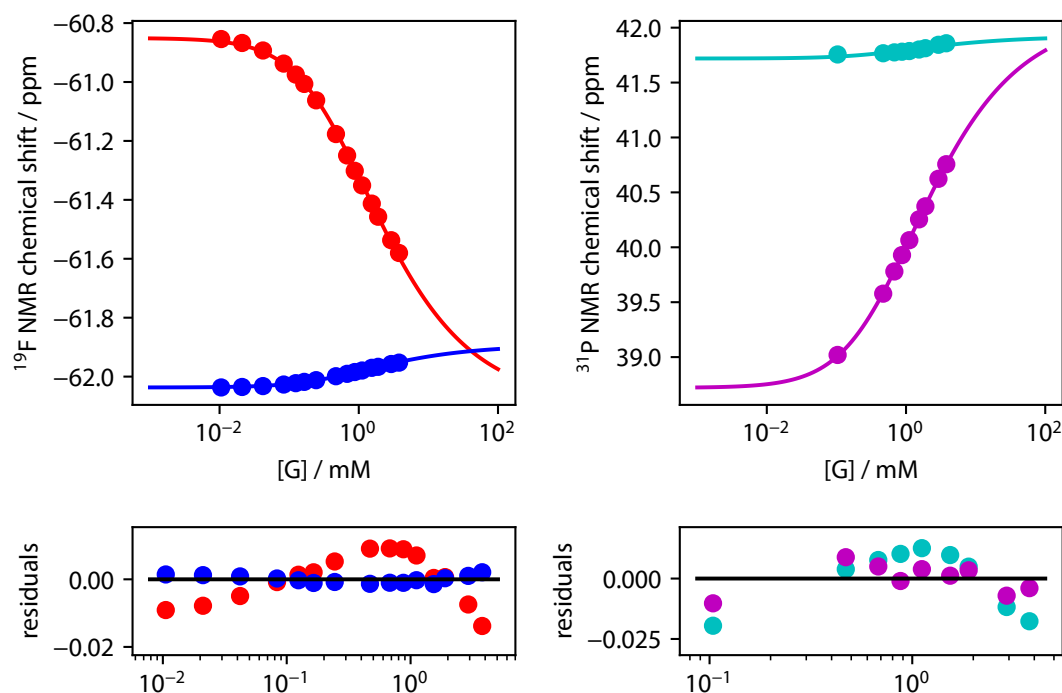 ¹⁹F NMR chemical shift / ppm
−60.8
−61.0
−61.2
−61.4
−61.6
−61.8
−62.0
10⁻² 10⁰ 10²
[G] / mM
³¹P NMR chemical shift / ppm
42.0
41.5
41.0
40.5
40.0
39.5
39.0
10⁻² 10⁰ 10²
[G] / mM
residuals
0.00
−0.02
10⁻² 10⁻¹ 10⁰
residuals
0.000
−0.025
10⁻¹ 10⁰